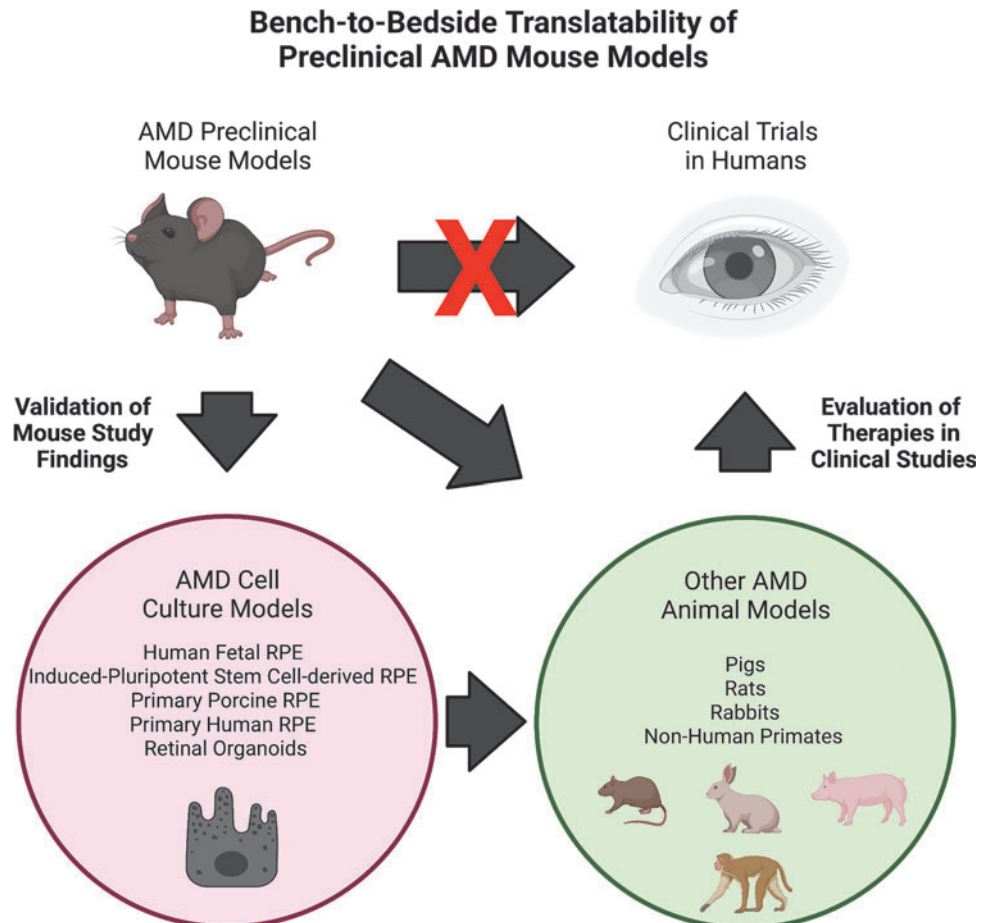 Bench-to-Bedside Translatability of
Preclinical AMD Mouse Models
AMD Preclinical
Mouse Models
Clinical Trials
in Humans
X
Validation of
Mouse Study
Findings
Evaluation of
Therapies in
Clinical Studies
AMD Cell
Culture Models
Human Fetal RPE
Induced-Pluripotent Stem Cell-derived RPE
Primary Porcine RPE
Primary Human RPE
Retinal Organoids
Other AMD
Animal Models
Pigs
Rats
Rabbits
Non-Human Primates